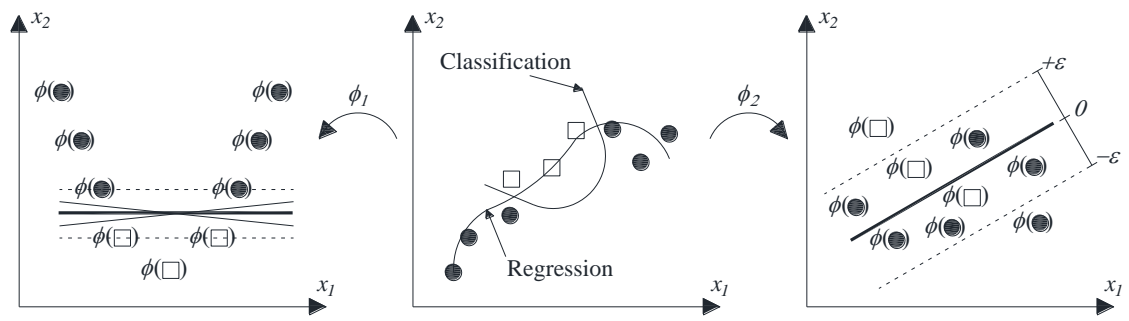 x₂
ϕ(●) ϕ(●)
ϕ(●) ϕ(●)
ϕ(●) ϕ(●)
ϕ(□) ϕ(□)
ϕ(□)
x₁
ϕ₁
x₂
Classification
Regression
x₁
ϕ₂
x₂
+ε
0
−ε
ϕ(□) ϕ(●)
ϕ(□) ϕ(●)
ϕ(□)
ϕ(●) ϕ(●)
ϕ(●) ϕ(●)
x₁